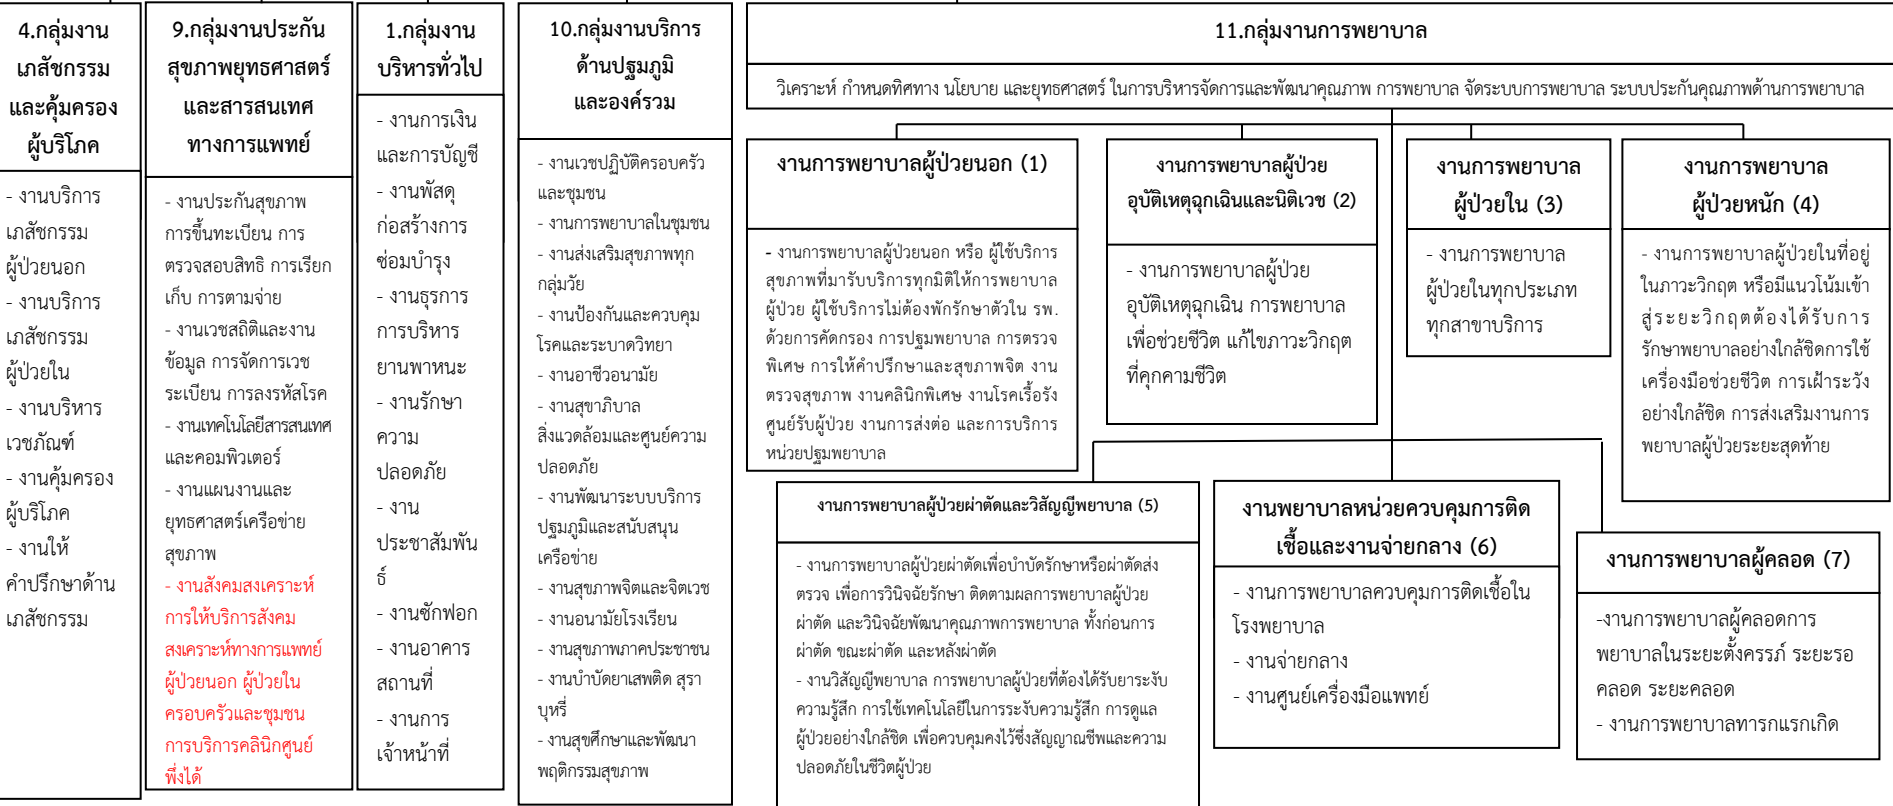 4.กลุ่มงาน
เภสัชกรรม
และคุ้มครอง
ผู้บริโภค
- งานบริการ
เภสัชกรรม
ผู้ป่วยนอก
- งานบริการ
เภสัชกรรม
ผู้ป่วยใน
- งานบริหาร
เวชภัณฑ์
- งานคุ้มครอง
ผู้บริโภค
- งานให้
คำปรึกษาด้าน
เภสัชกรรม
9.กลุ่มงานประกัน
สุขภาพยุทธศาสตร์
และสารสนเทศ
ทางการแพทย์
- งานประกันสุขภาพ
การขึ้นทะเบียน การ
ตรวจสอบสิทธิ การเรียก
เก็บ การตามจ่าย
- งานเวชสถิติและงาน
ข้อมูล การจัดการเวช
ระเบียน การลงรหัสโรค
- งานเทคโนโลยีสารสนเทศ
และคอมพิวเตอร์
- งานแผนงานและ
ยุทธศาสตร์เครือข่าย
สุขภาพ
- งานสังคมสงเคราะห์
การให้บริการสังคม
สงเคราะห์ทางการแพทย์
ผู้ป่วยนอก ผู้ป่วยใน
ครอบครัวและชุมชน
การบริการคลินิกศูนย์
พึ่งได้
1.กลุ่มงาน
บริหารทั่วไป
- งานการเงิน
และการบัญชี
- งานพัสดุ
ก่อสร้างการ
ซ่อมบำรุง
- งานธุรการ
การบริหาร
ยานพาหนะ
- งานรักษา
ความ
ปลอดภัย
- งาน
ประชาสัมพัน
ธ์
- งานซักฟอก
- งานอาคาร
สถานที่
- งานการ
เจ้าหน้าที่
10.กลุ่มงานบริการ
ด้านปฐมภูมิ
และองค์รวม
- งานเวชปฏิบัติครอบครัว
และชุมชน
- งานการพยาบาลในชุมชน
- งานส่งเสริมสุขภาพทุก
กลุ่มวัย
- งานป้องกันและควบคุม
โรคและระบาดวิทยา
- งานอาชีวอนามัย
- งานสุขาภิบาล
สิ่งแวดล้อมและศูนย์ความ
ปลอดภัย
- งานพัฒนาระบบบริการ
ปฐมภูมิและสนับสนุน
เครือข่าย
- งานสุขภาพจิตและจิตเวช
- งานอนามัยโรงเรียน
- งานสุขภาพภาคประชาชน
- งานบำบัดยาเสพติด สุรา
บุหรี่
- งานสุขศึกษาและพัฒนา
พฤติกรรมสุขภาพ
11.กลุ่มงานการพยาบาล
วิเคราะห์ กำหนดทิศทาง นโยบาย และยุทธศาสตร์ ในการบริหารจัดการและพัฒนาคุณภาพ การพยาบาล จัดระบบการพยาบาล ระบบประกันคุณภาพด้านการพยาบาล
งานการพยาบาลผู้ป่วยนอก (1)
- งานการพยาบาลผู้ป่วยนอก หรือ ผู้ใช้บริการ
สุขภาพที่มารับบริการทุกมิติให้การพยาบาล
ผู้ป่วย ผู้ใช้บริการไม่ต้องพักรักษาตัวใน รพ.
ด้วยการคัดกรอง การปฐมพยาบาล การตรวจ
พิเศษ การให้คำปรึกษาและสุขภาพจิต งาน
ตรวจสุขภาพ งานคลินิกพิเศษ งานโรคเรื้อรัง
ศูนย์รับผู้ป่วย งานการส่งต่อ และการบริการ
หน่วยปฐมพยาบาล
งานการพยาบาลผู้ป่วย
อุบัติเหตุฉุกเฉินและนิติเวช (2)
- งานการพยาบาลผู้ป่วย
อุบัติเหตุฉุกเฉิน การพยาบาล
เพื่อช่วยชีวิต แก้ไขภาวะวิกฤต
ที่คุกคามชีวิต
งานการพยาบาล
ผู้ป่วยใน (3)
- งานการพยาบาล
ผู้ป่วยในทุกประเภท
ทุกสาขาบริการ
งานการพยาบาล
ผู้ป่วยหนัก (4)
- งานการพยาบาลผู้ป่วยในที่อยู่
ในภาวะวิกฤต หรือมีแนวโน้มเข้า
สู่ระยะวิกฤตต้องได้รับการ
รักษาพยาบาลอย่างใกล้ชิดการใช้
เครื่องมือช่วยชีวิต การเฝ้าระวัง
อย่างใกล้ชิด การส่งเสริมงานการ
พยาบาลผู้ป่วยระยะสุดท้าย
งานการพยาบาลผู้ป่วยผ่าตัดและวิสัญญีพยาบาล (5)
- งานการพยาบาลผู้ป่วยผ่าตัดเพื่อบำบัดรักษาหรือผ่าตัดส่ง
ตรวจ เพื่อการวินิจฉัยรักษา ติดตามผลการพยาบาลผู้ป่วย
ผ่าตัด และวินิจฉัยพัฒนาคุณภาพการพยาบาล ทั้งก่อนการ
ผ่าตัด ขณะผ่าตัด และหลังผ่าตัด
- งานวิสัญญีพยาบาล การพยาบาลผู้ป่วยที่ต้องได้รับยาระงับ
ความรู้สึก การใช้เทคโนโลยีในการระงับความรู้สึก การดูแล
ผู้ป่วยอย่างใกล้ชิด เพื่อควบคุมคงไว้ซึ่งสัญญาณชีพและความ
ปลอดภัยในชีวิตผู้ป่วย
งานพยาบาลหน่วยควบคุมการติด
เชื้อและงานจ่ายกลาง (6)
- งานการพยาบาลควบคุมการติดเชื้อใน
โรงพยาบาล
- งานจ่ายกลาง
- งานศูนย์เครื่องมือแพทย์
งานการพยาบาลผู้คลอด (7)
-งานการพยาบาลผู้คลอดการ
พยาบาลในระยะตั้งครรภ์ ระยะรอ
คลอด ระยะคลอด
- งานการพยาบาลทารกแรกเกิด